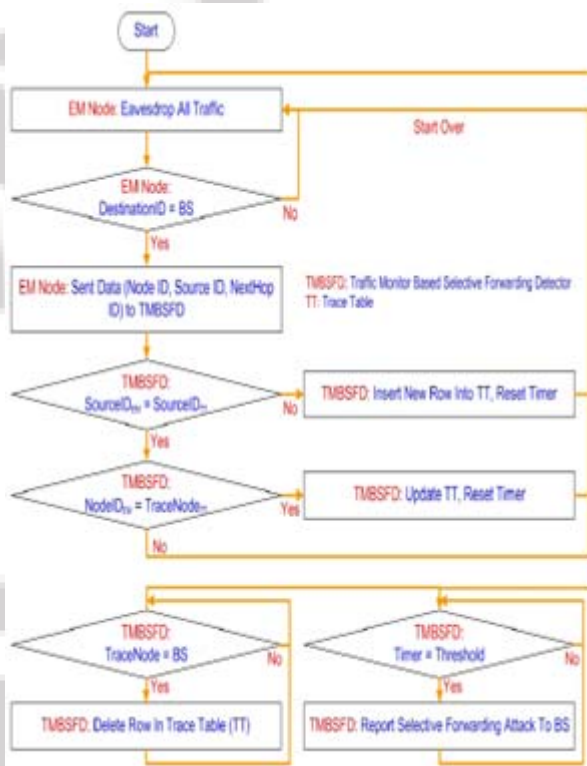 Start
EM Node: Eavesdrop All Traffic
Start Over
EM Node:
DestinationID = BS
No
Yes
EM Node: Sent Data (Node ID, Source ID, NextHop
ID) to TMBSFD
TMBSFD: Traffic Monitor Based Selective Forwarding Detector
TT: Trace Table
TMBSFD:
SourceID = SourceID
No
TMBSFD: Insert New Row Into TT, Reset Timer
Yes
TMBSFD:
NodeID = TraceNode
Yes
TMBSFD: Update TT, Reset Timer
No
TMBSFD:
TraceNode = BS
No
Yes
TMBSFD: Delete Row In Trace Table (TT)
TMBSFD:
Timer = Threshold
No
Yes
TMBSFD: Report Selective Forwarding Attack To BS